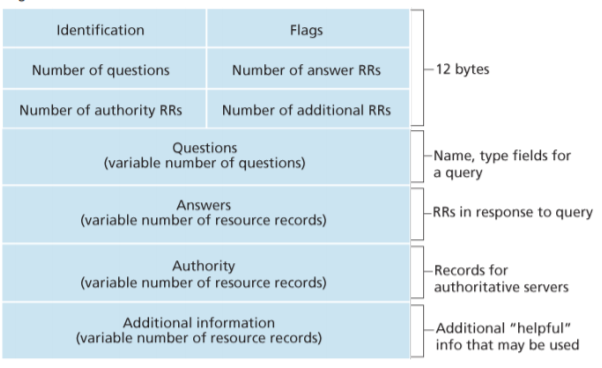 Identification
Flags
12 bytes
Number of questions
Number of answer RRs
Number of authority RRs
Number of additional RRs
Questions
(variable number of questions)
Name, type fields for
a query
Answers
(variable number of resource records)
RRs in response to query
Authority
(variable number of resource records)
Records for
authoritative servers
Additional information
(variable number of resource records)
Additional “helpful”
info that may be used